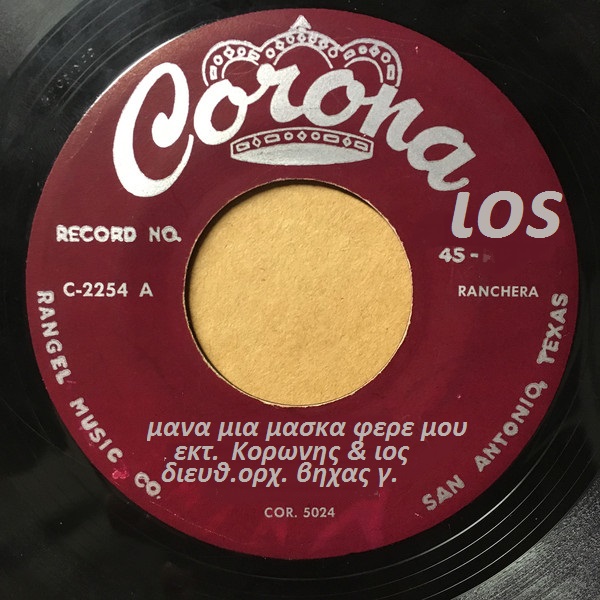 Corona
ιOS
RECORD NO.
45 -
C-2254 A
RANCHERA
RANGEL MUSIC CO.
SAN ANTONIO, TEXAS
μανα μια μασκα φερε μου
εκτ. Κορωνης & ιος
διευθ.ορχ. βηχας γ.
COR. 5024